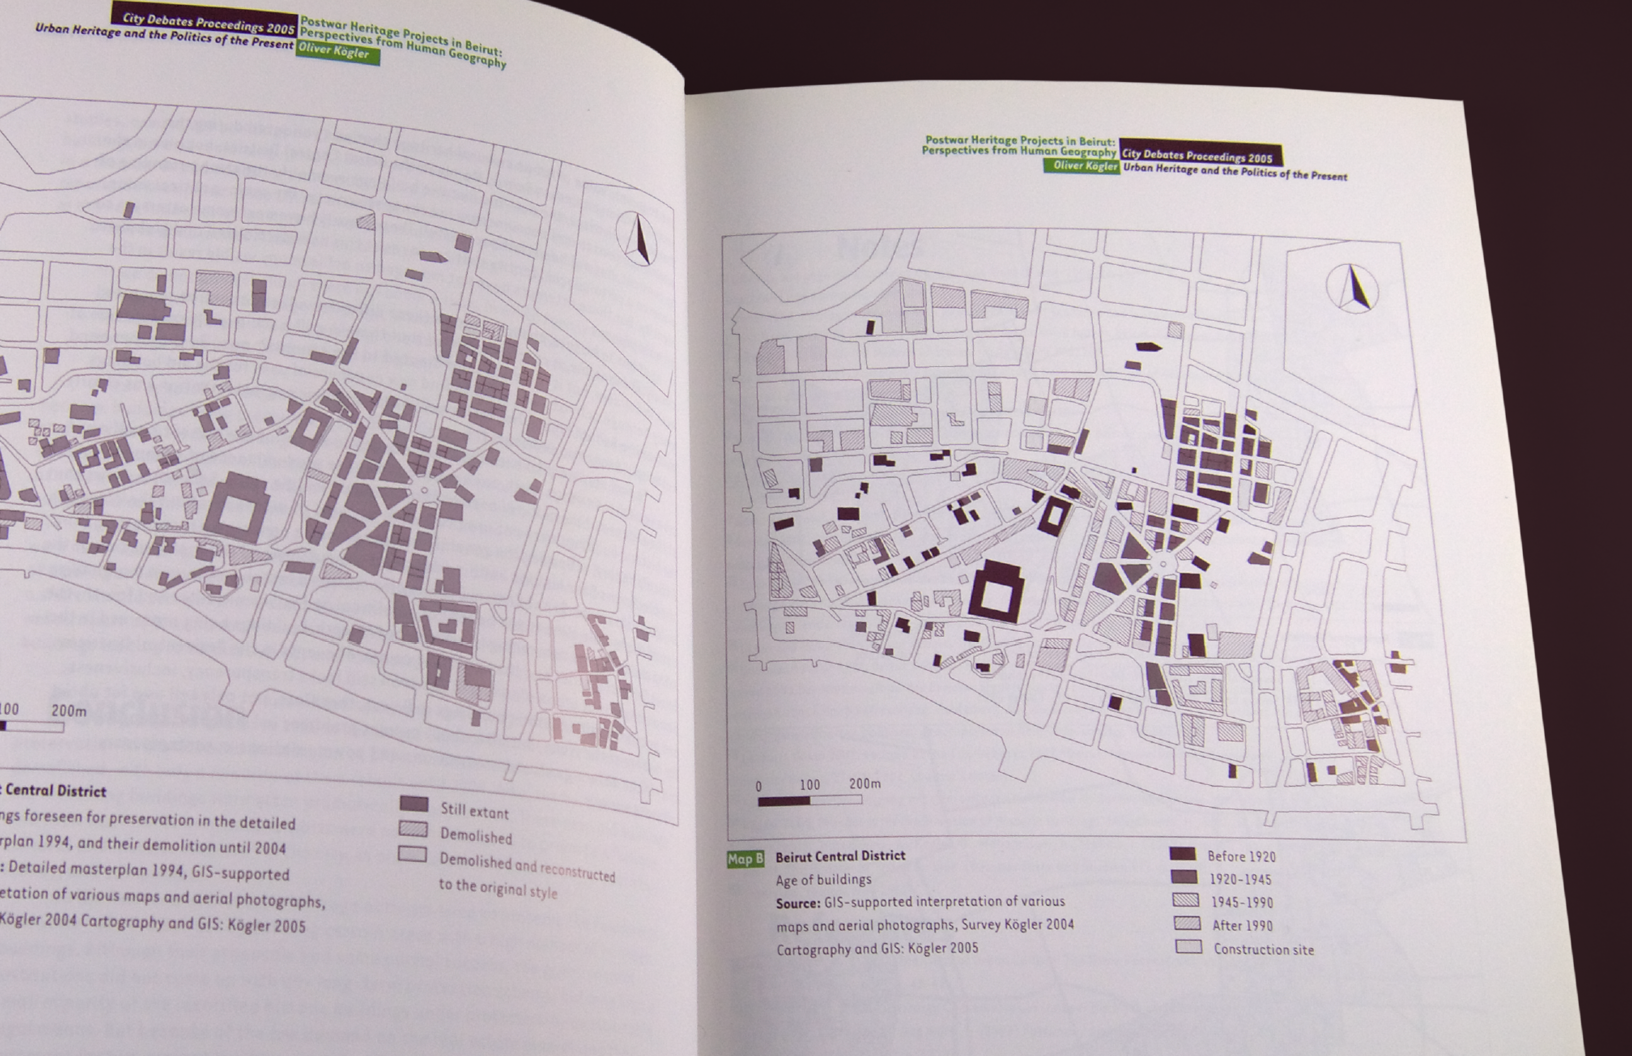 City Debates Proceedings 2005
Urban Heritage and the Politics of the Present
Postwar Heritage Projects in Beirut:
Perspectives from Human Geography
Oliver Kögler
100 200m
Central District
ngs foreseen for preservation in the detailed
rplan 1994, and their demolition until 2004
: Detailed masterplan 1994, GIS-supported
etation of various maps and aerial photographs,
Kögler 2004 Cartography and GIS: Kögler 2005
Still extant
Demolished
Demolished and reconstructed
to the original style
Postwar Heritage Projects in Beirut:
Perspectives from Human Geography
Oliver Kögler
City Debates Proceedings 2005
Urban Heritage and the Politics of the Present
0 100 200m
Map B Beirut Central District
Age of buildings
Source: GIS-supported interpretation of various
maps and aerial photographs, Survey Kögler 2004
Cartography and GIS: Kögler 2005
Before 1920
1920-1945
1945-1990
After 1990
Construction site